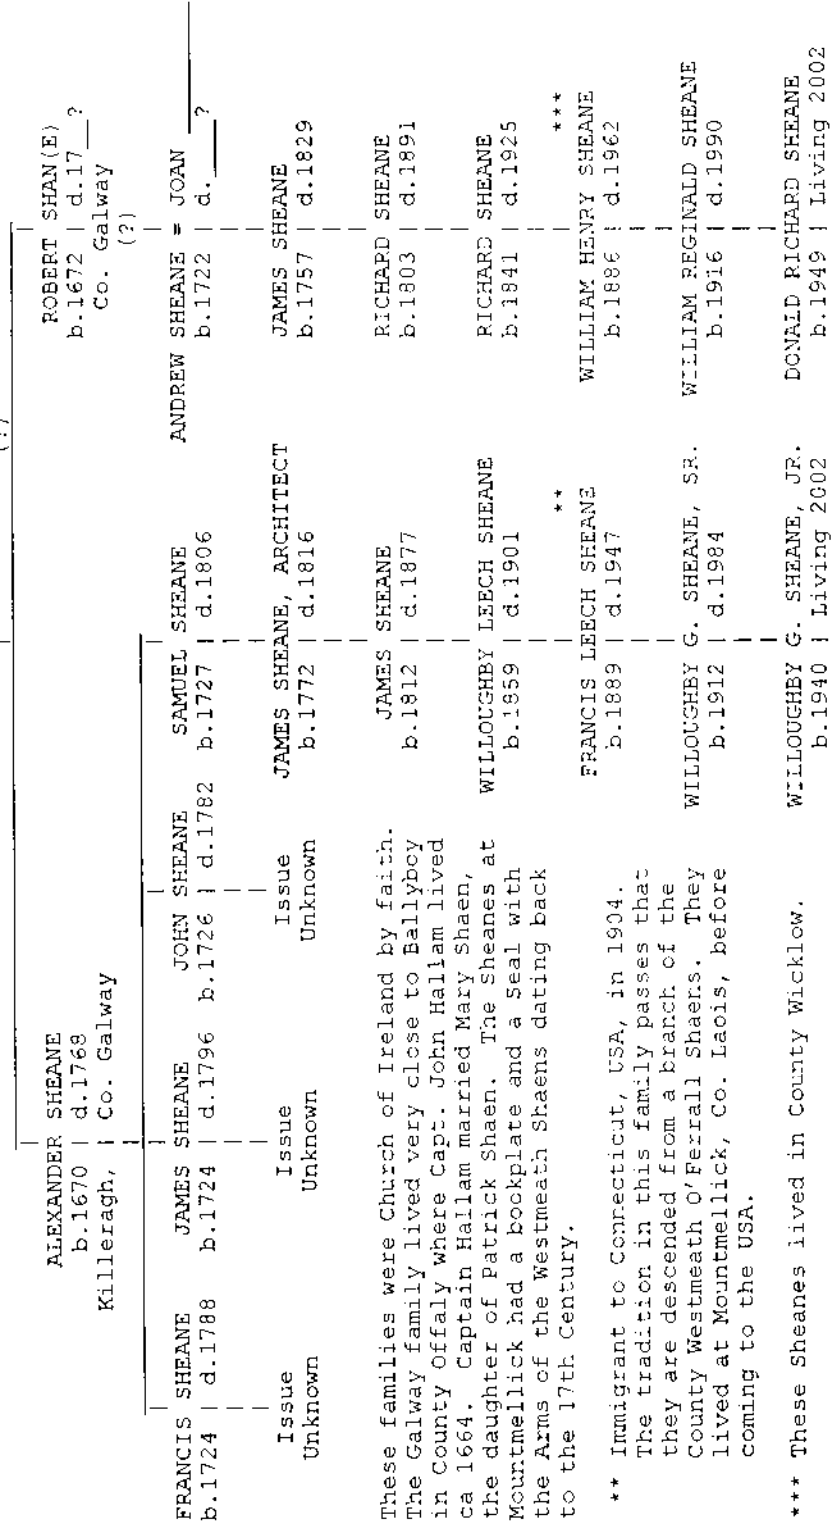 (?)
ALEXANDER SHEANE
b.1670 | d.1768
Killeragh, | Co. Galway
ROBERT SHAN(E)
b.1672 | d.17__?
Co. Galway
(?)
FRANCIS SHEANE
b.1724 | d.1788
JAMES SHEANE
b.1724 | d.1796
JOHN SHEANE
b.1726 | d.1782
SAMUEL SHEANE
b.1727 | d.1806
ANDREW SHEANE = JOAN ____
b.1722 | d.____?
Issue
Unknown
Issue
Unknown
Issue
Unknown
JAMES SHEANE, ARCHITECT
b.1772 | d.1816
JAMES SHEANE
b.1757 | d.1829
JAMES SHEANE
b.1812 | d.1877
RICHARD SHEANE
b.1803 | d.1891
WILLOUGHBY LEECH SHEANE
b.1859 | d.1901
RICHARD SHEANE
b.1841 | d.1925
**
FRANCIS LEECH SHEANE
b.1889 | d.1947
***
WILLIAM HENRY SHEANE
b.1886 | d.1962
WILLOUGHBY G. SHEANE, SR.
b.1912 | d.1984
WILLIAM REGINALD SHEANE
b.1916 | d.1990
WILLOUGHBY G. SHEANE, JR.
b.1940 | Living 2002
DONALD RICHARD SHEANE
b.1949 | Living 2002
These families were Church of Ireland by faith.
The Galway family lived very close to Ballyboy
in County Offaly where Capt. John Hallam lived
ca 1664. Captain Hallam married Mary Shaen,
the daughter of Patrick Shaen. The Sheanes at
Mountmellick had a bookplate and a Seal with
the Arms of the Westmeath Shaens dating back
to the 17th Century.
** Immigrant to Connecticut, USA, in 1904.
The tradition in this family passes that
they are descended from a branch of the
County Westmeath O'Ferrall Shaens. They
lived at Mountmellick, Co. Laois, before
coming to the USA.
*** These Sheanes lived in County Wicklow.